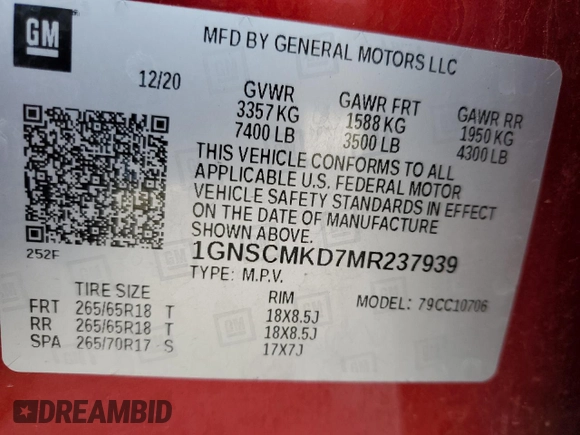 GM
MFD BY GENERAL MOTORS LLC
12/20
GVWR
3357 KG
7400 LB
GAWR FRT
1588 KG
3500 LB
GAWR RR
1950 KG
4300 LB
THIS VEHICLE CONFORMS TO ALL
APPLICABLE U.S. FEDERAL MOTOR
VEHICLE SAFETY STANDARDS IN EFFECT
ON THE DATE OF MANUFACTURE
SHOWN ABOVE.
252F
1GNSCMKD7MR237939
TYPE: M.P.V.
MODEL: 79CC10706
TIRE SIZE
RIM
FRT 265/65R18 T 18X8.5J
RR 265/65R18 T 18X8.5J
SPA 265/70R17 S 17X7J
DREAMBID